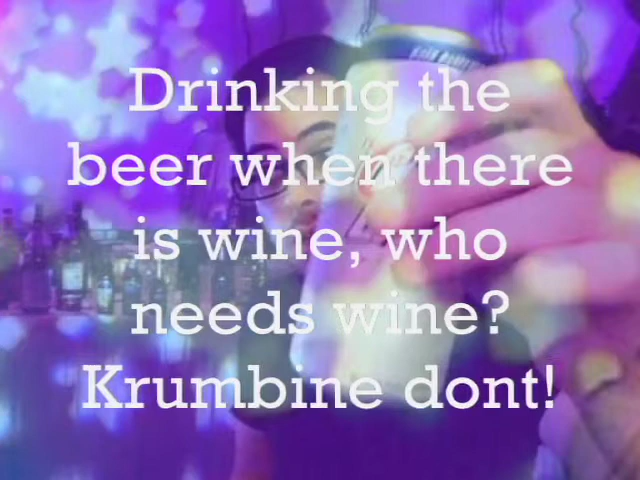 Drinking the
beer when there
is wine, who
needs wine?
Krumbine dont!